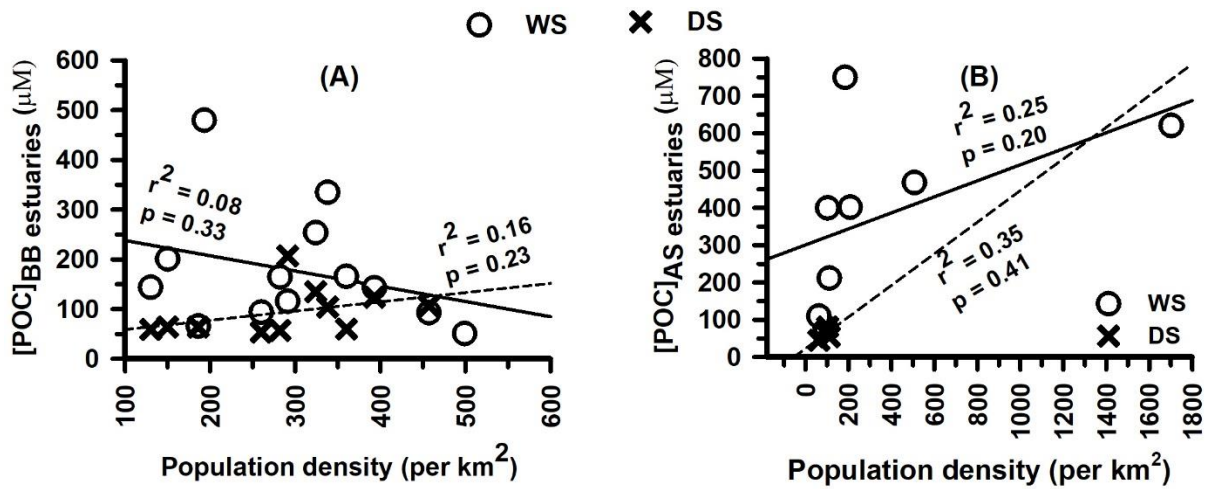 WS DS
(A)
[POC]BB estuaries (μM)
600
500
400
300
200
100
0
r2 = 0.08
p = 0.33
r2 = 0.16
p = 0.23
100
200
300
400
500
600
Population density (per km2)
(B)
[POC]AS estuaries (μM)
800
700
600
500
400
300
200
100
0
r2 = 0.25
p = 0.20
r2 = 0.35
p = 0.41
WS
DS
0
200
400
600
800
1000
1200
1400
1600
1800
Population density (per km2)